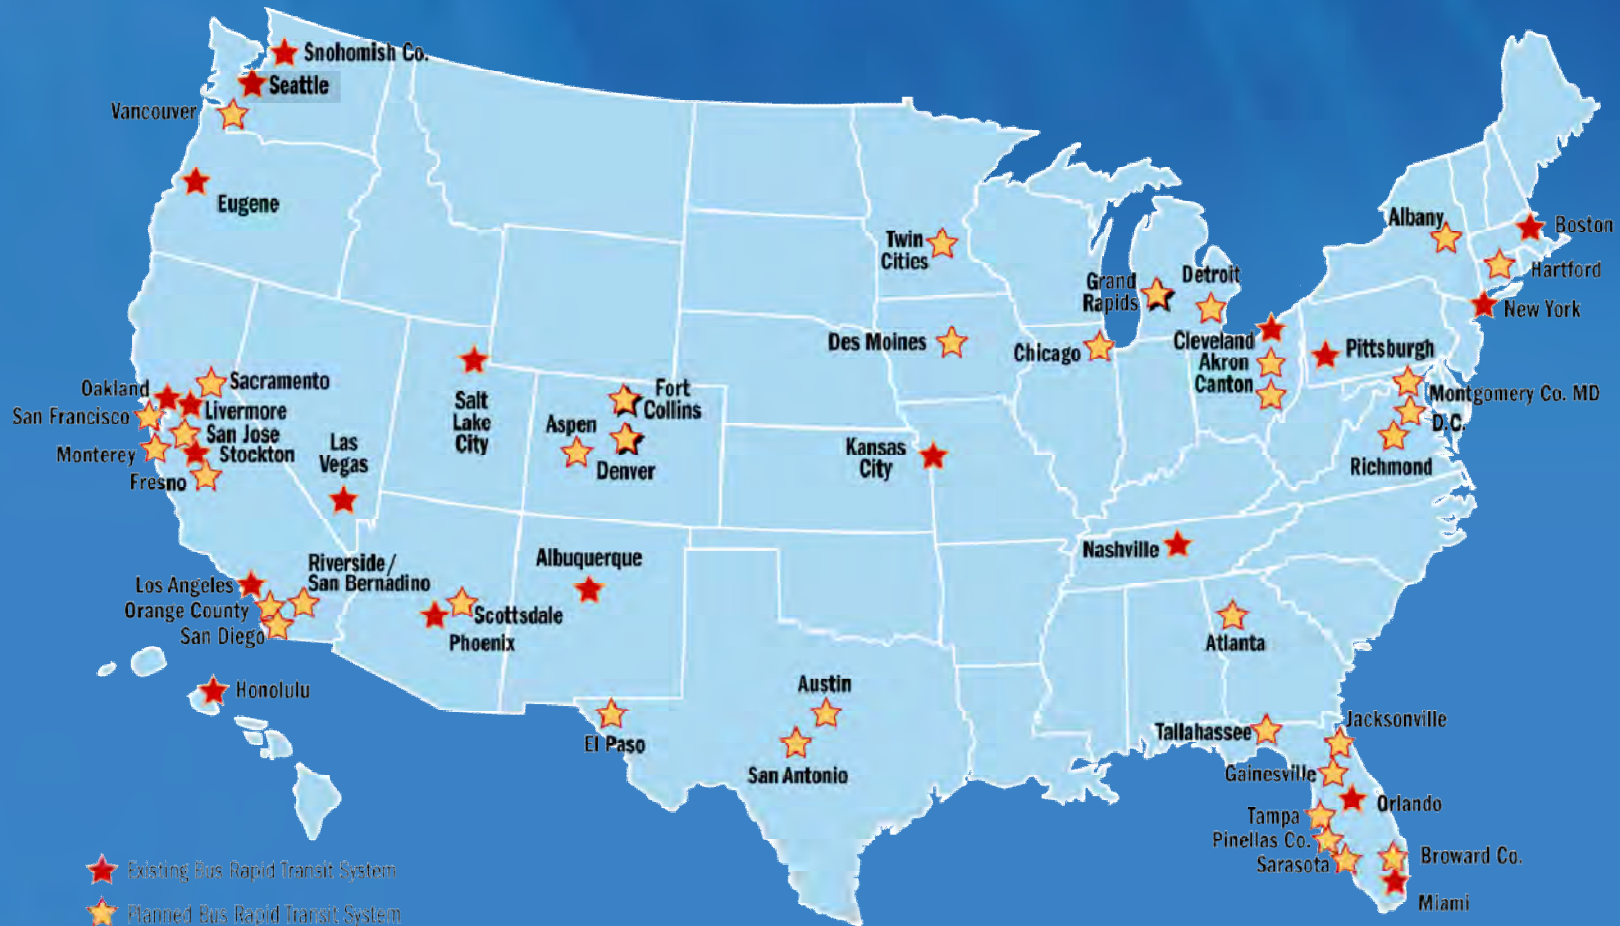 Snohomish Co.
Seattle
Vancouver
Eugene
Albany
Boston
Twin
Cities
Hartford
Grand
Rapids
Detroit
New York
Des Moines
Chicago
Cleveland
Akron
Canton
Pittsburgh
Montgomery Co. MD
D.C.
Richmond
Oakland
Sacramento
San Francisco
Livermore
San Jose
Monterey
Stockton
Fresno
Las
Vegas
Salt
Lake
City
Aspen
Fort
Collins
Denver
Kansas
City
Nashville
Riverside/
San Bernadino
Los Angeles
Orange County
San Diego
Albuquerque
Scottsdale
Phoenix
Atlanta
Honolulu
Austin
El Paso
San Antonio
Tallahassee
Jacksonville
Gainesville
Orlando
Tampa
Pinellas Co.
Sarasota
Broward Co.
Miami
Existing Bus Rapid Transit System
Planned Bus Rapid Transit System